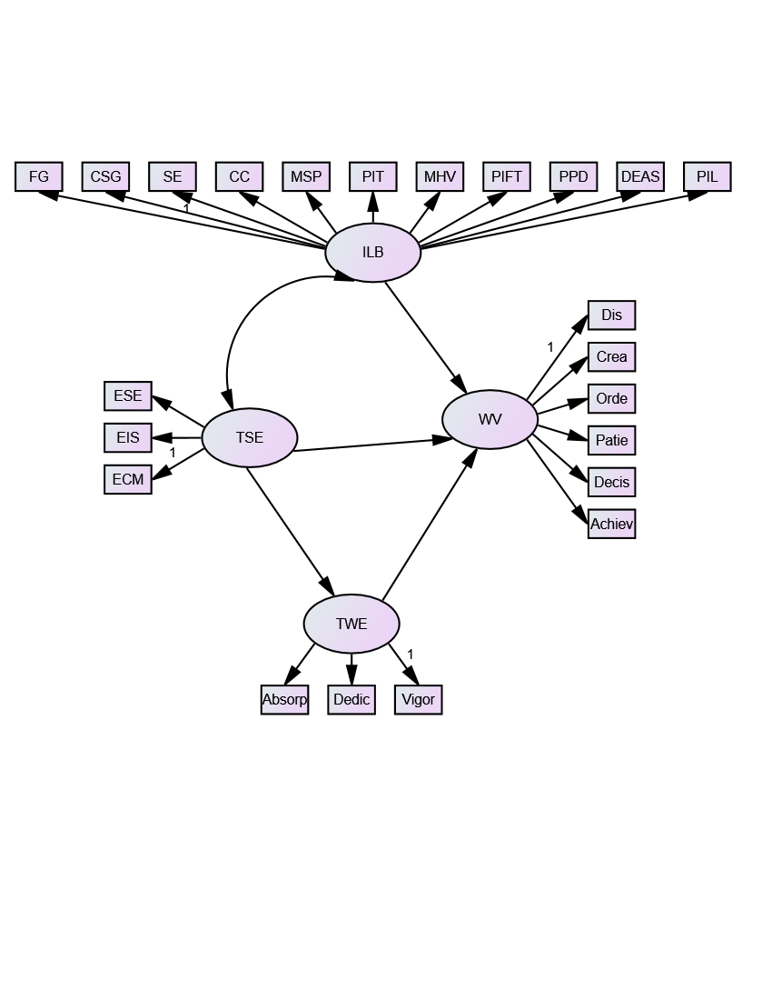 FG CSG SE CC MSP PIT MHV PIFT PPD DEAS PIL
1
ILB
Dis
1
Crea
ESE
Orde
TSE
WV
EIS
Patie
1
ECM
Decis
Achiev
TWE
1
Absorp Dedic Vigor